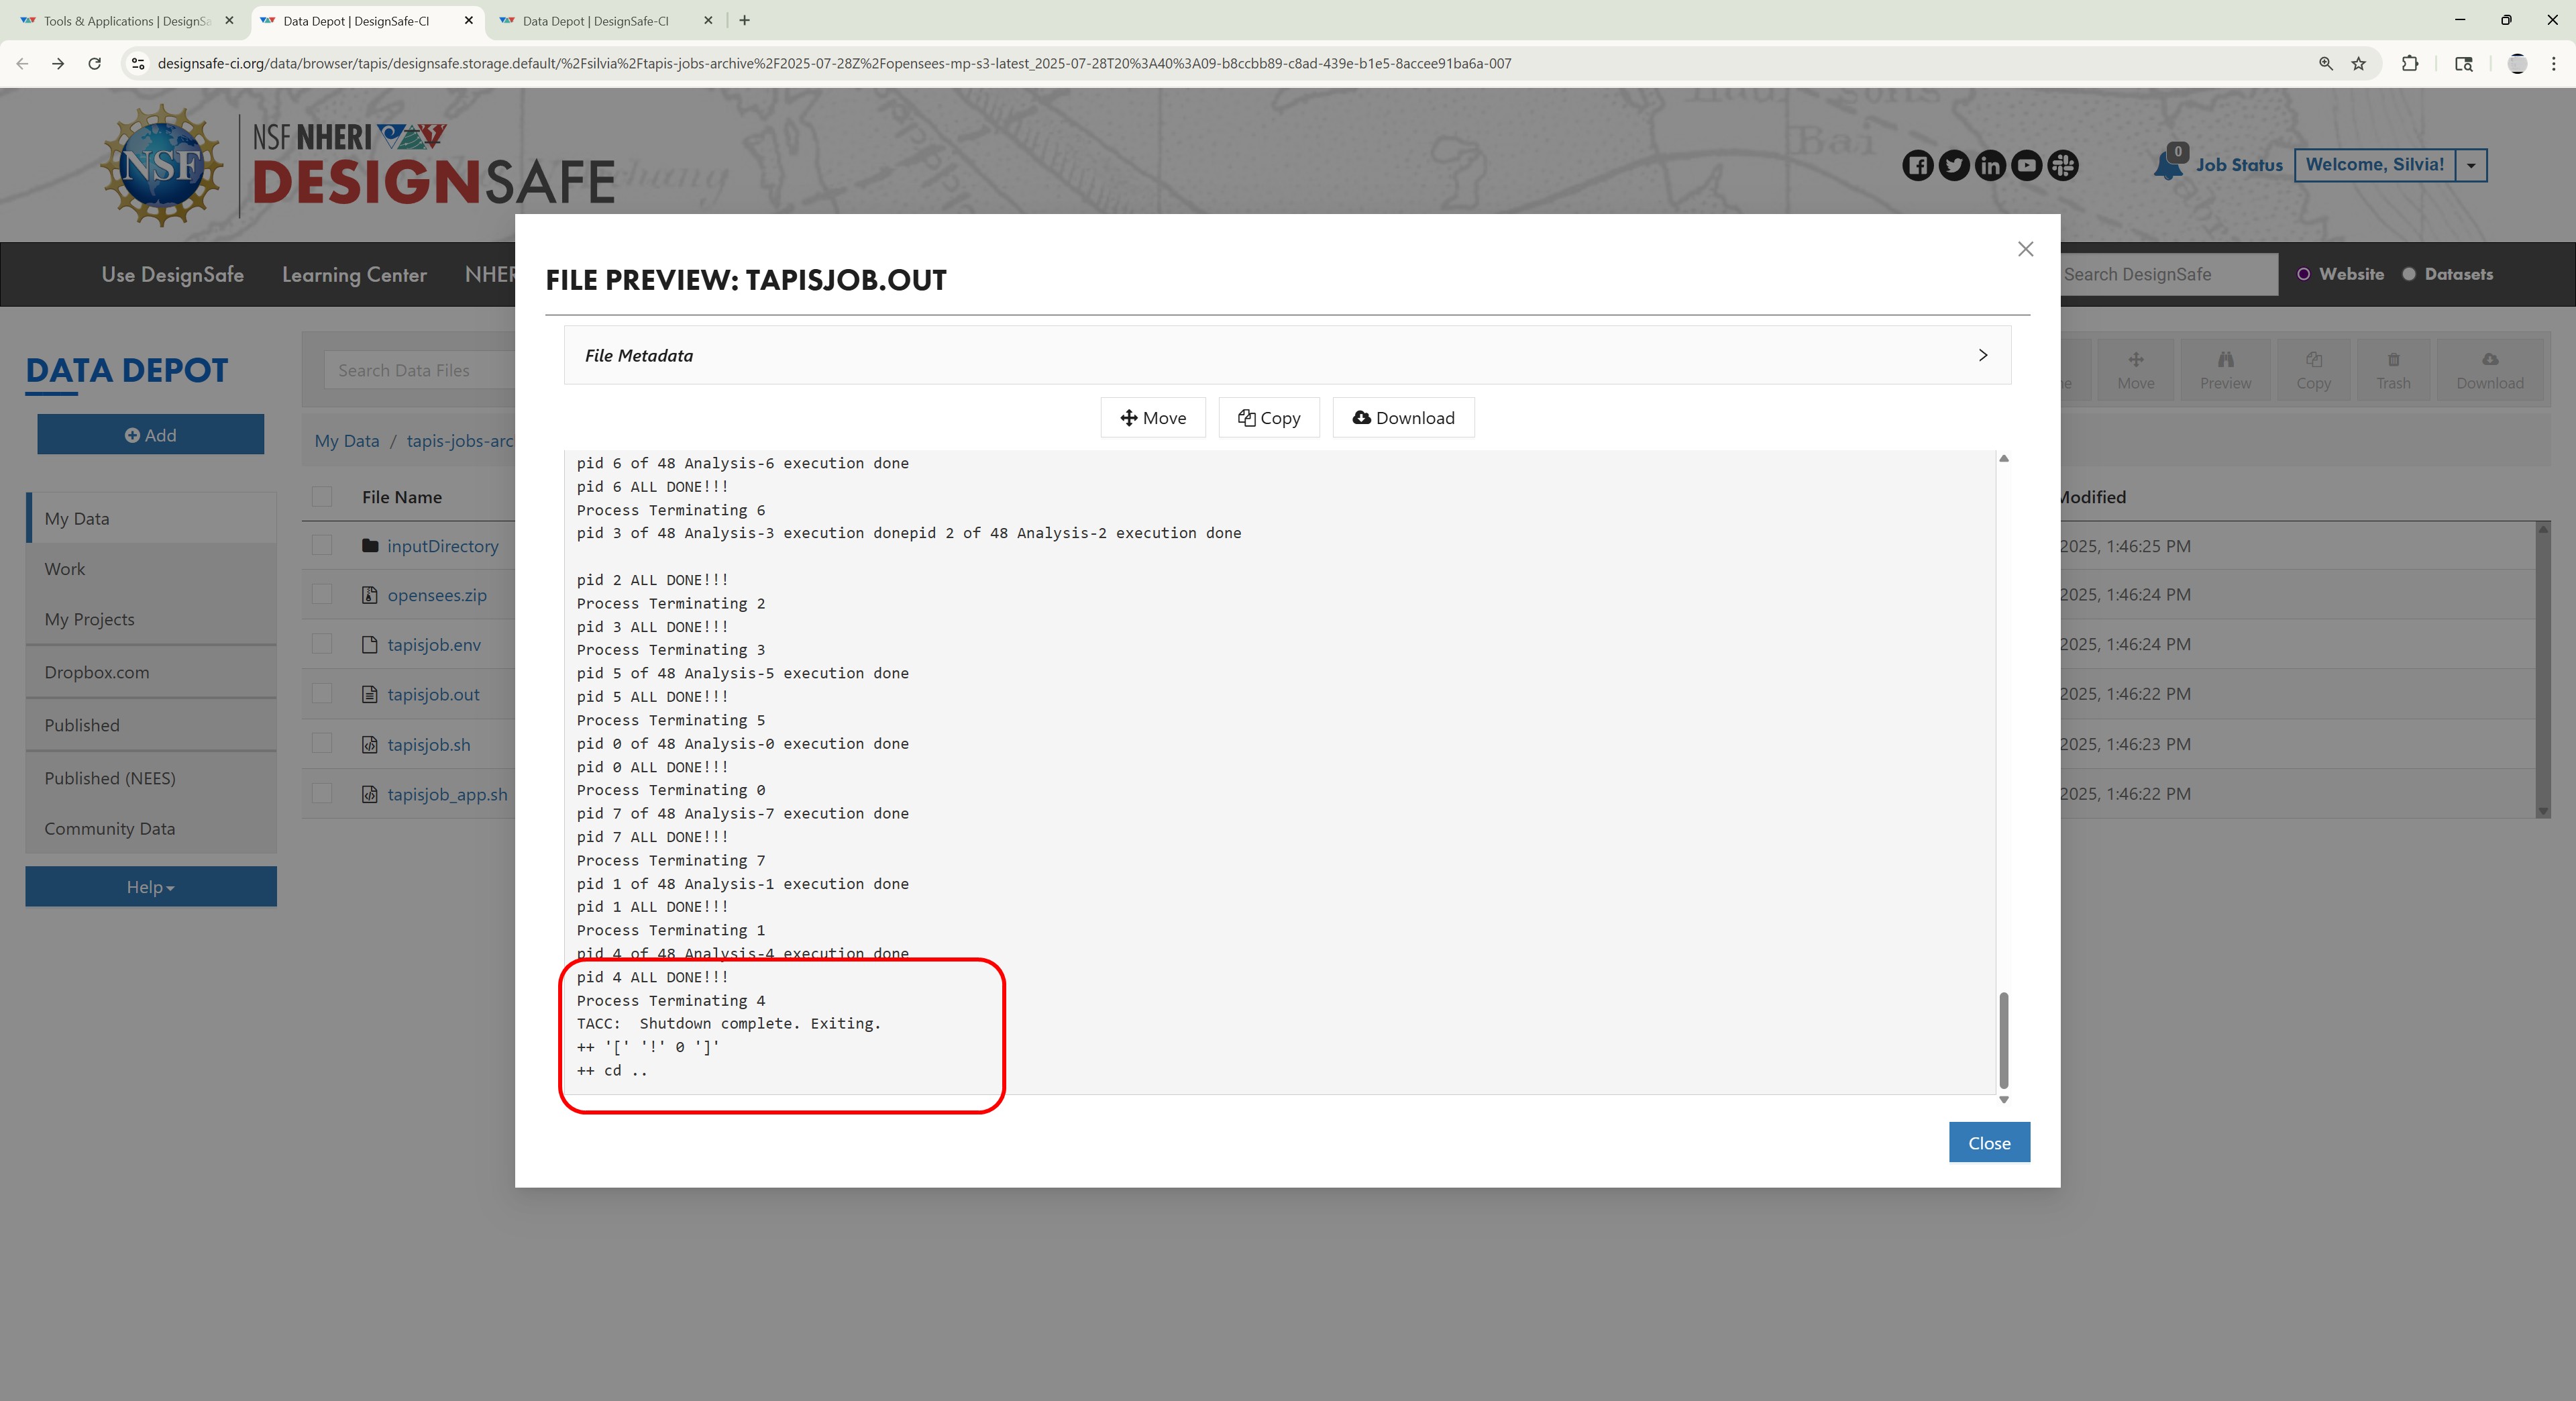 Tools & Applications | DesignSa
Data Depot | DesignSafe-CI
Data Depot | DesignSafe-CI
designsafe-ci.org/data/browser/tapis/designsafe.storage.default/%2Fsilvia%2Ftapis-jobs-archive%2F2025-07-28Z%2Fopensees-mp-s3-latest_2025-07-28T20%3A40%3A09-b8ccbb89-c8ad-439e-b1e5-8accee91ba6a-007
NSF
NSF NHERI
DESIGNSAFE
0
Job Status
Welcome, Silvia!
Use DesignSafe
Learning Center
NHER
Search DesignSafe
Website
Datasets
FILE PREVIEW: TAPISJOB.OUT
File Metadata
Move
Copy
Download
DATA DEPOT
Add
My Data
Work
My Projects
Dropbox.com
Published
Published (NEES)
Community Data
Help
Search Data Files
Move
Preview
Copy
Trash
Download
My Data / tapis-jobs-arc
File Name
Modified
inputDirectory
2025, 1:46:25 PM
opensees.zip
2025, 1:46:24 PM
tapisjob.env
2025, 1:46:24 PM
tapisjob.out
2025, 1:46:22 PM
tapisjob.sh
2025, 1:46:23 PM
tapisjob_app.sh
2025, 1:46:22 PM
pid 6 of 48 Analysis-6 execution done
pid 6 ALL DONE!!!
Process Terminating 6
pid 3 of 48 Analysis-3 execution donepid 2 of 48 Analysis-2 execution done
pid 2 ALL DONE!!!
Process Terminating 2
pid 3 ALL DONE!!!
Process Terminating 3
pid 5 of 48 Analysis-5 execution done
pid 5 ALL DONE!!!
Process Terminating 5
pid 0 of 48 Analysis-0 execution done
pid 0 ALL DONE!!!
Process Terminating 0
pid 7 of 48 Analysis-7 execution done
pid 7 ALL DONE!!!
Process Terminating 7
pid 1 of 48 Analysis-1 execution done
pid 1 ALL DONE!!!
Process Terminating 1
pid 4 of 48 Analysis-4 execution done
pid 4 ALL DONE!!!
Process Terminating 4
TACC:  Shutdown complete. Exiting.
++ '[' '!' 0 ']'
++ cd ..
Close